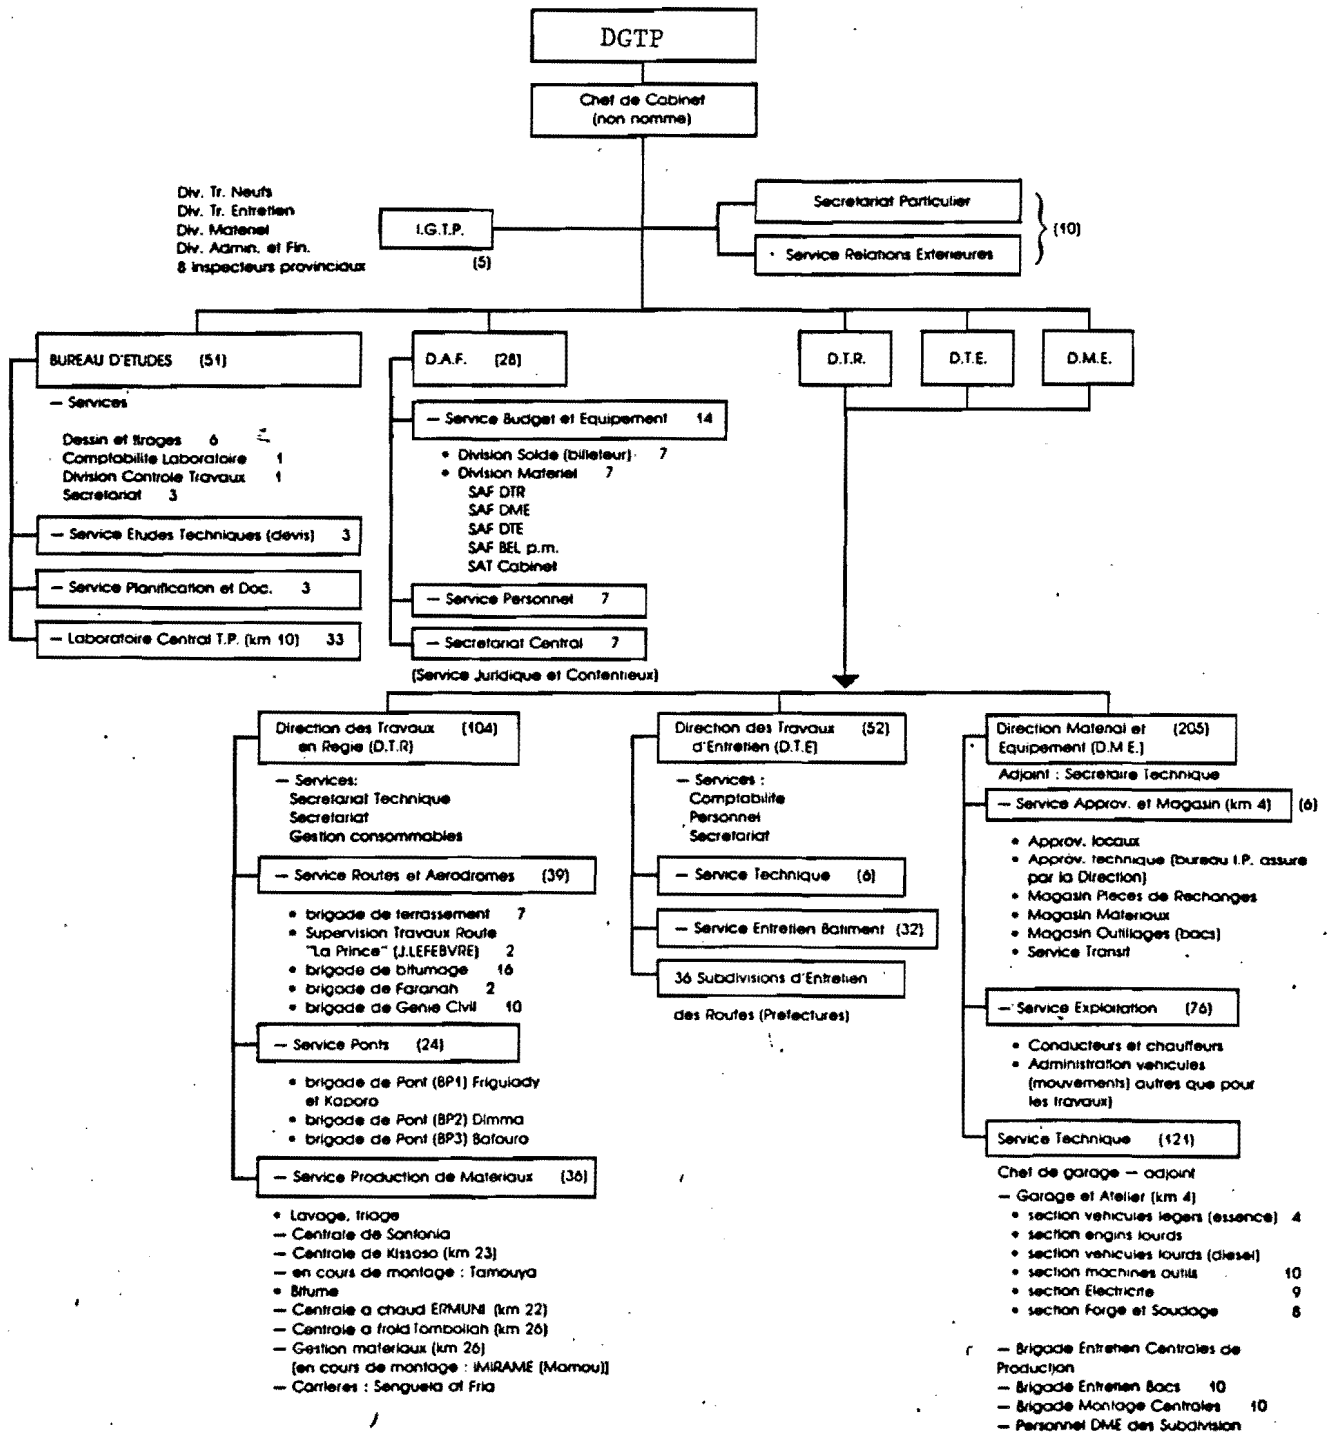 DGTP
Chef de Cabinet
(non nomme)
Div. Tr. Neufs
Div. Tr. Entretien
Div. Materiel
Div. Admin. et Fin.
8 inspecteurs provinciaux
I.G.T.P.
(5)
Secretariat Particulier
Service Relations Exterieures
(10)
BUREAU D'ETUDES (51)
— Services
Dessin et tirages 6
Comptabilite Laboratoire 1
Division Controle Travaux 1
Secretariat 3
— Service Etudes Techniques (devis) 3
— Service Planification et Doc. 3
— Laboratoire Central T.P. (km 10) 33
D.A.F. (28)
— Service Budget et Equipement 14
• Division Solde (billeteur) 7
• Division Materiel 7
SAF DTR
SAF DME
SAF DTE
SAF BEL p.m.
SAT Cabinet
— Service Personnel 7
— Secretariat Central 7
(Service Juridique et Contentieux)
D.T.R.
D.T.E.
D.M.E.
Direction des Travaux (104)
en Regie (D.T.R)
— Services:
Secretariat Technique
Secretariat
Gestion consommables
— Service Routes et Aerodromes (39)
• brigade de terrassement 7
• Supervision Travaux Route
"La Prince" (J.LEFEBVRE) 2
• brigade de bitumage 16
• brigade de Faranah 2
• brigade de Genie Civil 10
— Service Ponts (24)
• brigade de Pont (BP1) Friguiady
et Kaporo
• brigade de Pont (BP2) Dimma
• brigade de Pont (BP3) Bafouro
— Service Production de Materiaux (36)
• Lavage, triage
— Centrale de Sonfonia
— Centrale de Kissoso (km 23)
— en cours de montage : Tamouya
• Bitume
— Centrale a chaud ERMUNI (km 22)
— Centrale a froid Tombollah (km 26)
— Gestion materiaux (km 26)
[en cours de montage : IMIRAME (Mamou)]
— Carrieres : Senguela et Fria
Direction des Travaux (52)
d'Entretien (D.T.E)
— Services :
Comptabilite
Personnel
Secretariat
— Service Technique (6)
— Service Entretien Batiment (32)
36 Subdivisions d'Entretien
des Routes (Prefectures)
Direction Materiai et (205)
Equipement (D.M E.)
Adjoint : Secretaire Technique
— Service Approv. et Magasin (km 4) (6)
• Approv. locaux
• Approv. technique (bureau I.P. assure
par la Direction)
• Magasin Pieces de Rechanges
• Magasin Materiaux
• Magasin Outillages (bacs)
• Service Transit
— Service Exploitation (76)
• Conducteurs et chauffeurs
• Administration vehicules
(mouvements) autres que pour
les travaux)
Service Technique (121)
Chef de garage — adjoint
— Garage et Atelier (km 4)
• section vehicules legers (essence) 4
• section engins lourds
• section vehicules lourds (diesel)
• section machines outils 10
• section Electricite 9
• section Forge et Soudage 8
— Brigade Entretien Centrales de
Production
— Brigade Entretien Bacs 10
— Brigade Montage Centrales 10
— Personnel DME des Subdivision